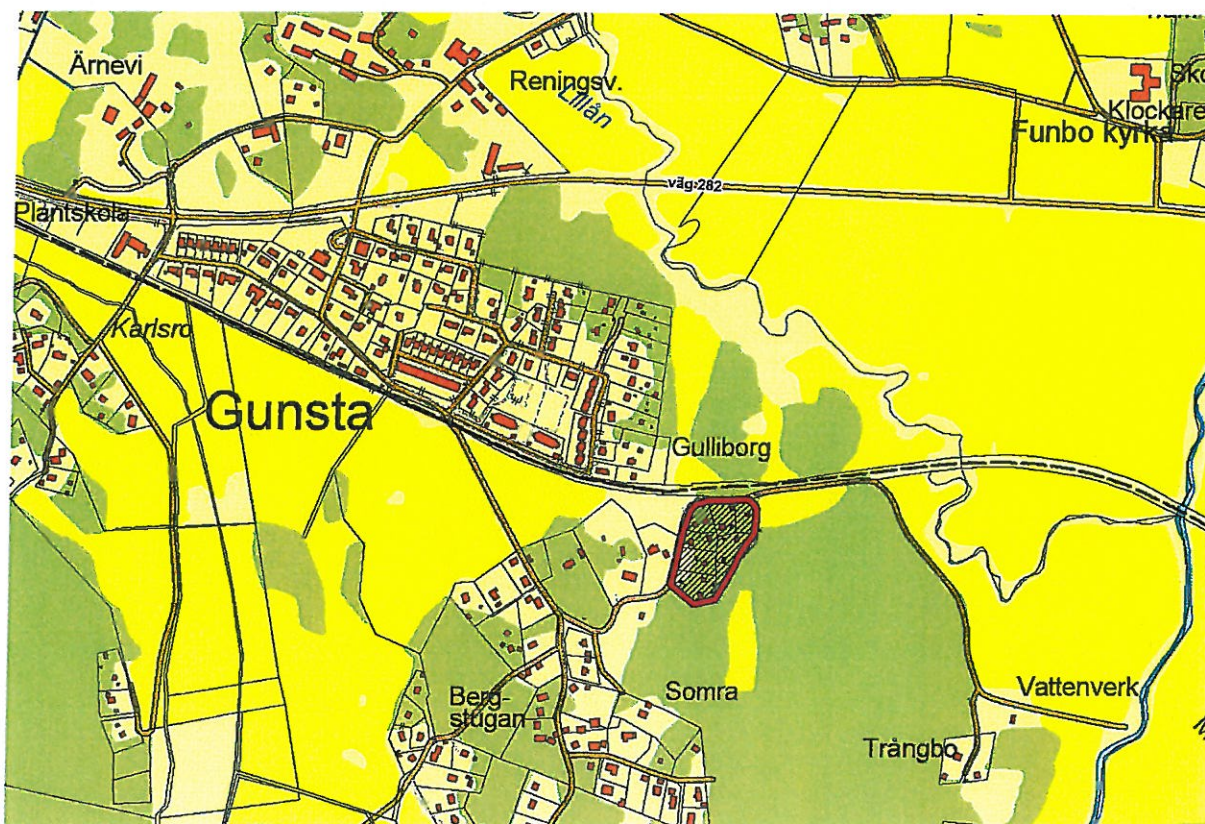 Ärnevi
Reningsv.
Lillån
Klockare
Funbo kyrka
väg 282
Plantskola
Karlsro
Gunsta
Gulliborg
Berg-
stugan
Somra
Vattenverk
Trångbo